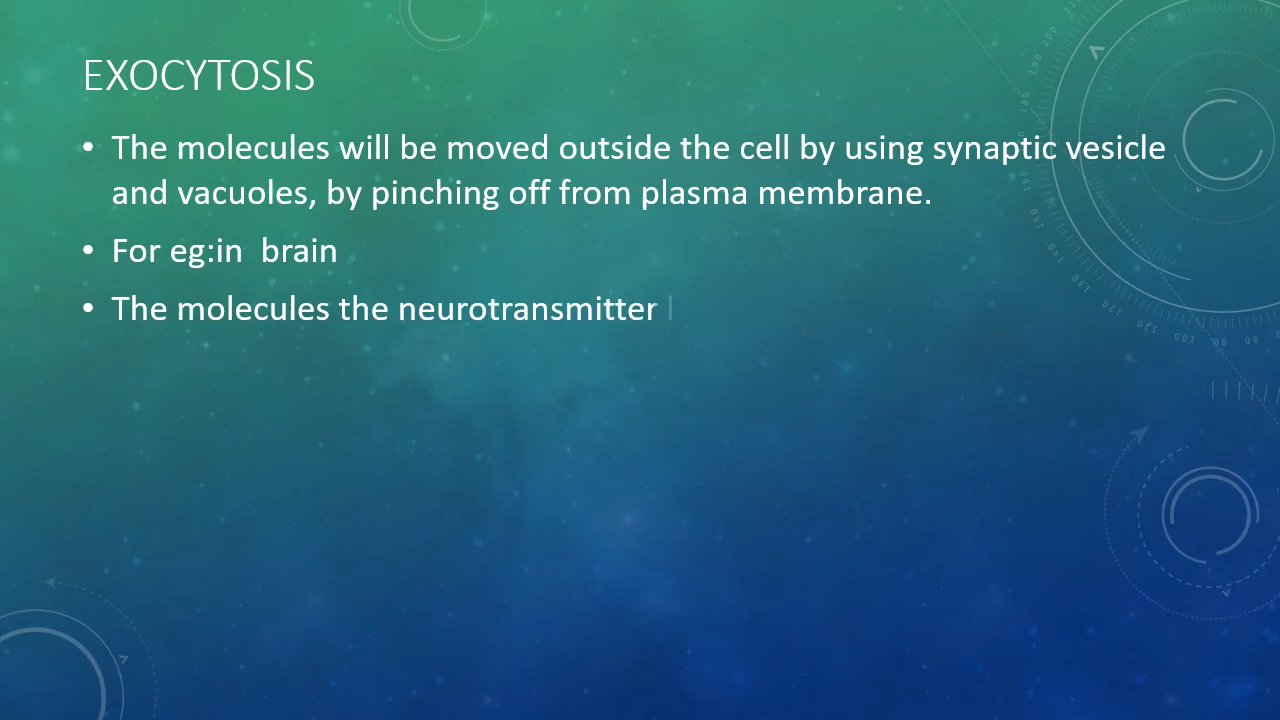 EXOCYTOSIS
• The molecules will be moved outside the cell by using synaptic vesicle
and vacuoles, by pinching off from plasma membrane.
• For eg:in  brain
• The molecules the neurotransmitter